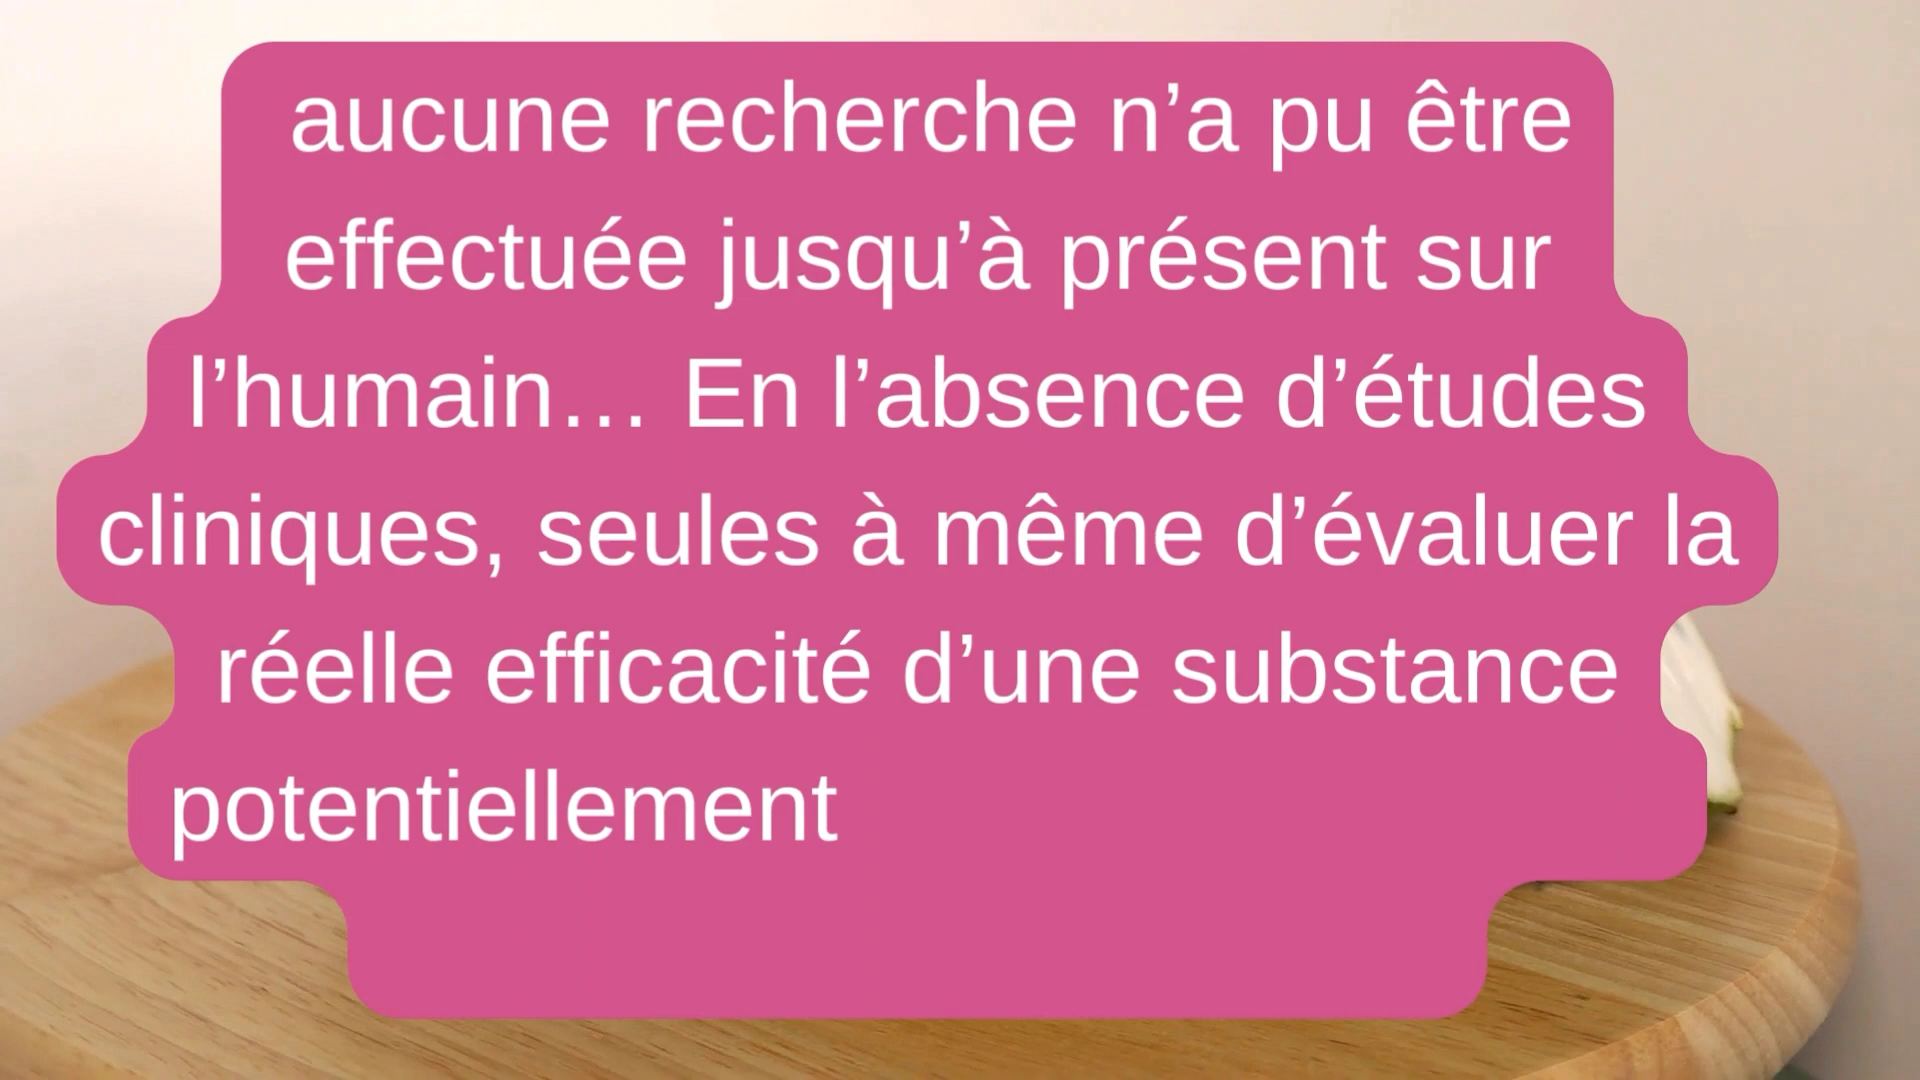 aucune recherche n’a pu être
effectuée jusqu’à présent sur
l’humain… En l’absence d’études
cliniques, seules à même d’évaluer la
réelle efficacité d’une substance
potentiellement